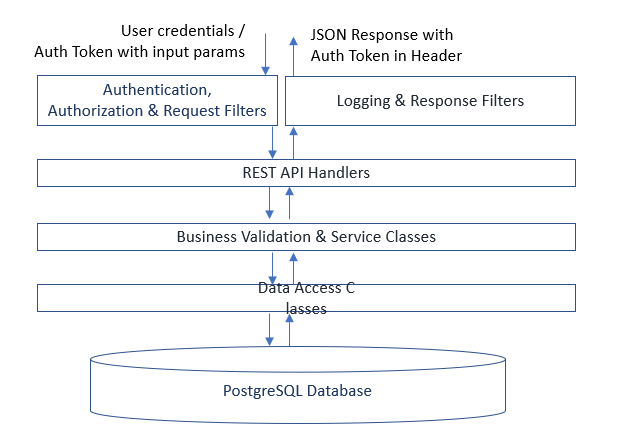 User credentials /
Auth Token with input params
JSON Response with
Auth Token in Header
Authentication,
Authorization & Request Filters
Logging & Response Filters
REST API Handlers
Business Validation & Service Classes
Data Access C
lasses
PostgreSQL Database